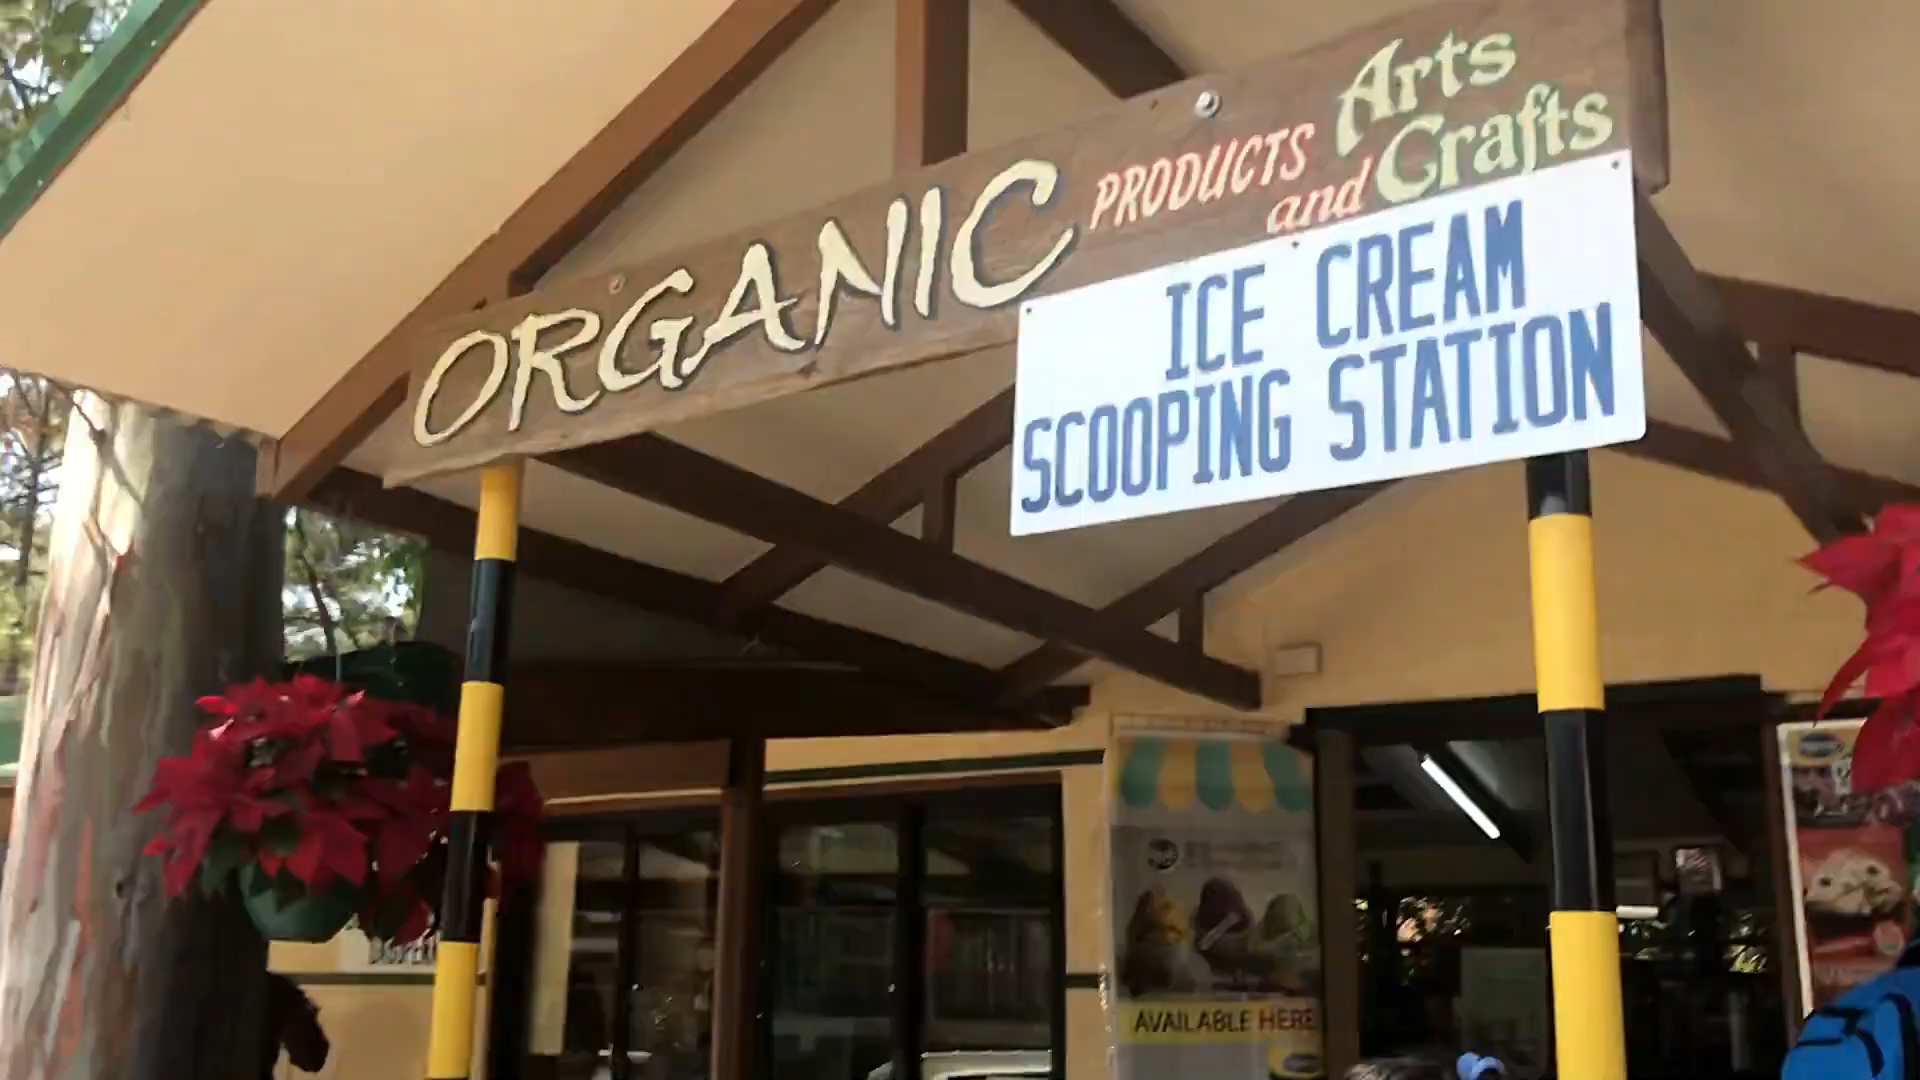 ORGANIC PRODUCTS and Arts Crafts
ICE CREAM
SCOOPING STATION
AVAILABLE HERE